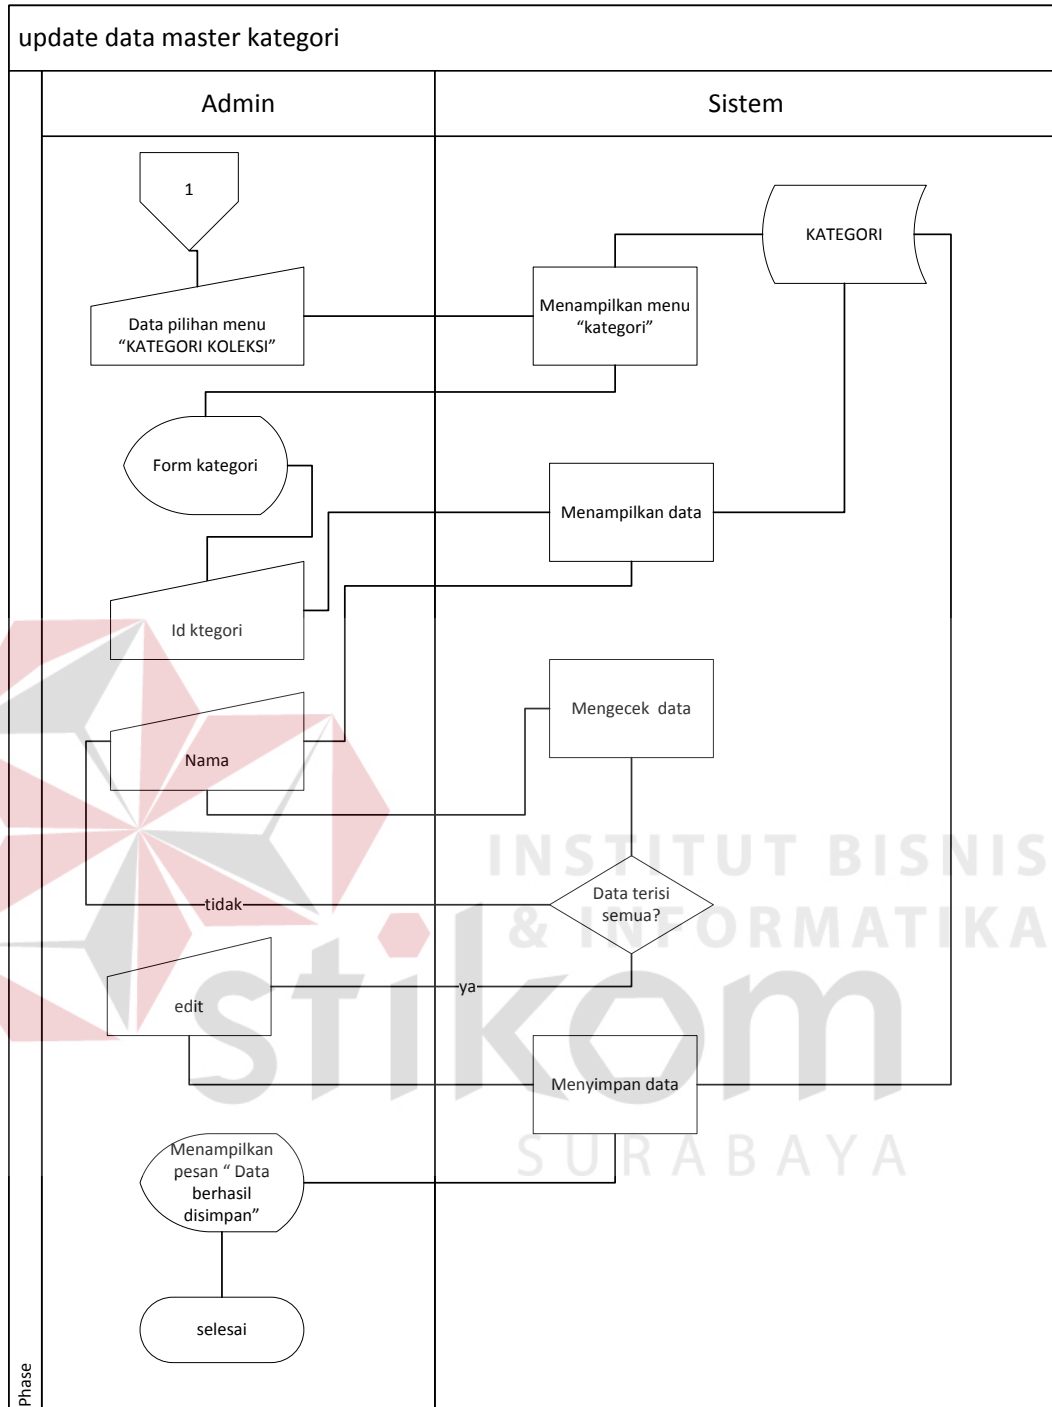 update data master kategori
Admin
Sistem
1
KATEGORI
Data pilihan menu
“KATEGORI KOLEKSI”
Menampilkan menu
“kategori”
Form kategori
Menampilkan data
Id ktegori
Mengecek  data
Nama
Data terisi
semua?
tidak
ya
edit
Menyimpan data
Menampilkan
pesan “ Data
berhasil
disimpan”
selesai
Phase
INSTITUT BISNIS
& INFORMATIKA
stikom
SURABAYA